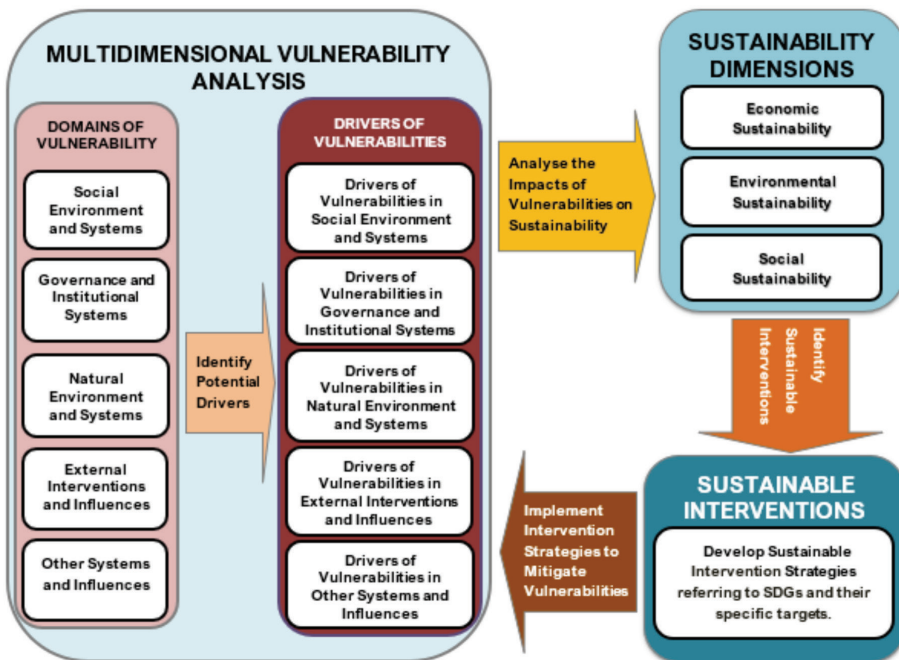 MULTIDIMENSIONAL VULNERABILITY
ANALYSIS
DOMAINS OF
VULNERABILITY
Social
Environment
and Systems
Governance and
Institutional
Systems
Natural
Environment
and Systems
External
Interventions
and Influences
Other Systems
and Influences
Identify
Potential
Drivers
DRIVERS OF
VULNERABILITIES
Drivers of
Vulnerabilities in
Social Environment
and Systems
Drivers of
Vulnerabilities in
Governance and
Institutional Systems
Drivers of
Vulnerabilities in
Natural Environment
and Systems
Drivers of
Vulnerabilities in
External Interventions
and Influences
Drivers of
Vulnerabilities in
Other Systems and
Influences
Analyse the
Impacts of
Vulnerabilities on
Sustainability
SUSTAINABILITY
DIMENSIONS
Economic
Sustainability
Environmental
Sustainability
Social
Sustainability
Identify
Sustainable
Interventions
SUSTAINABLE
INTERVENTIONS
Develop Sustainable
Intervention Strategies
referring to SDGs and their
specific targets.
Implement
Intervention
Strategies to
Mitigate
Vulnerabilities